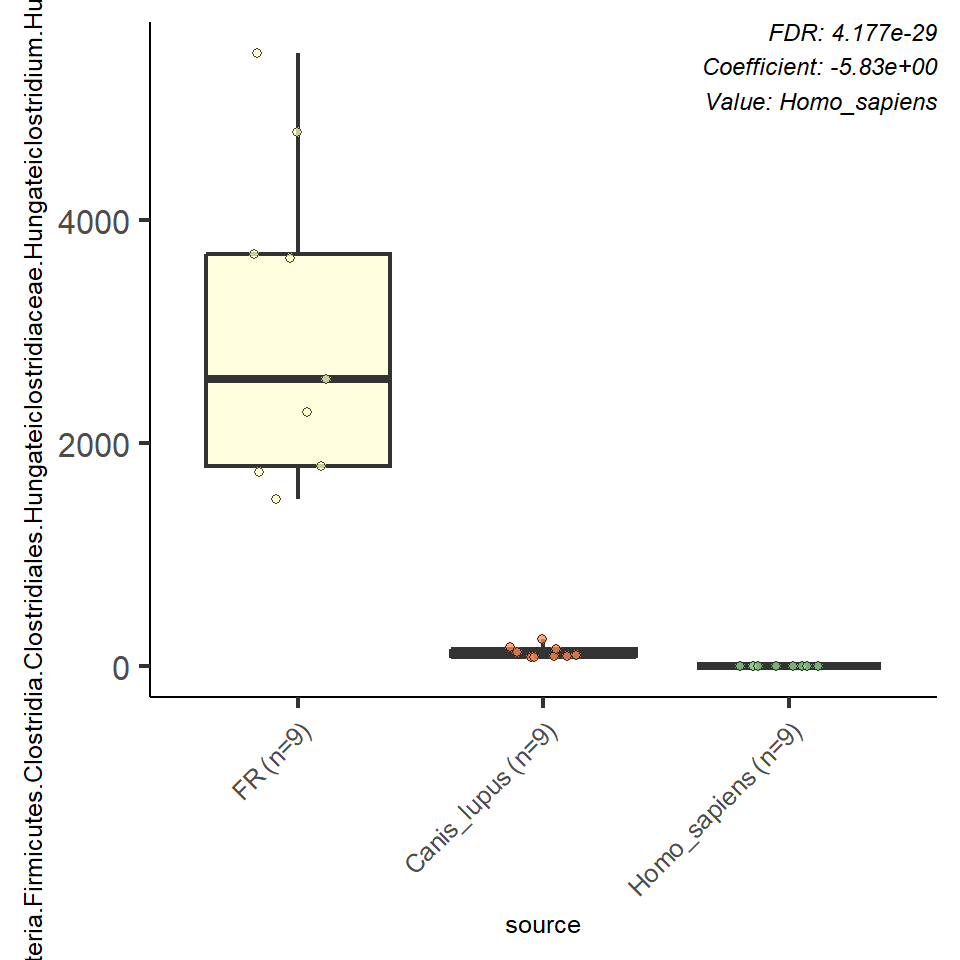 FDR: 4.177e-29
Coefficient: -5.83e+00
Value: Homo_sapiens
teria.Firmicutes.Clostridia.Clostridiales.Hungateiclostridiaceae.Hungateiclostridium.Hu
4000
2000
0
FR (n=9)
Canis_lupus (n=9)
Homo_sapiens (n=9)
source